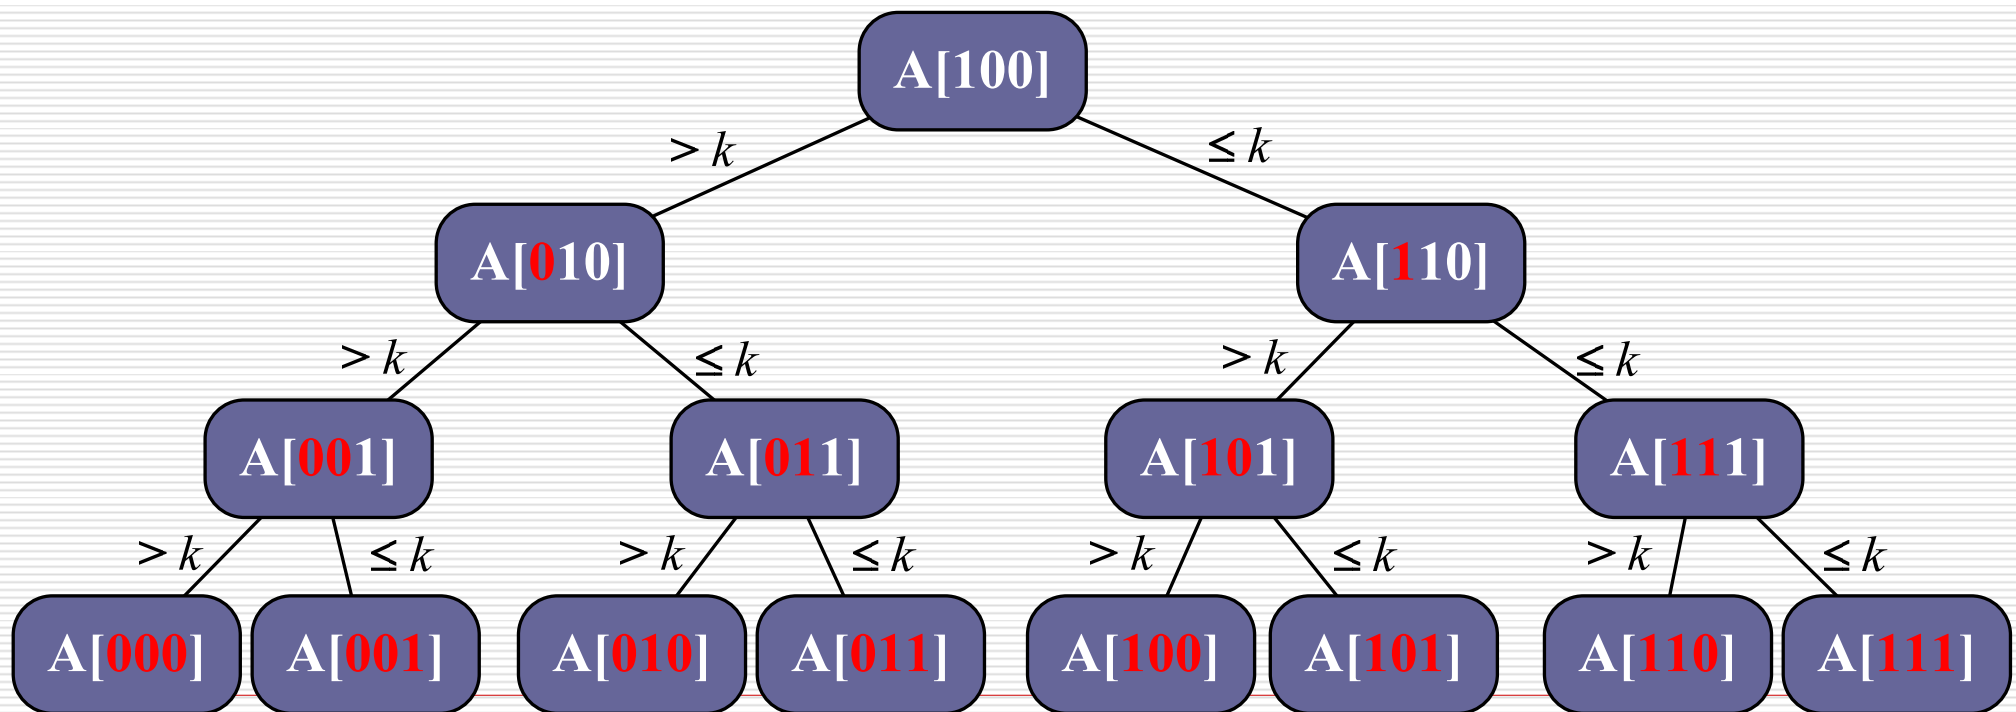 A[100]
> k ≤ k
A[010] A[110]
> k ≤ k > k ≤ k
A[001] A[011] A[101] A[111]
> k ≤ k > k ≤ k > k ≤ k > k ≤ k
A[000] A[001] A[010] A[011] A[100] A[101] A[110] A[111]